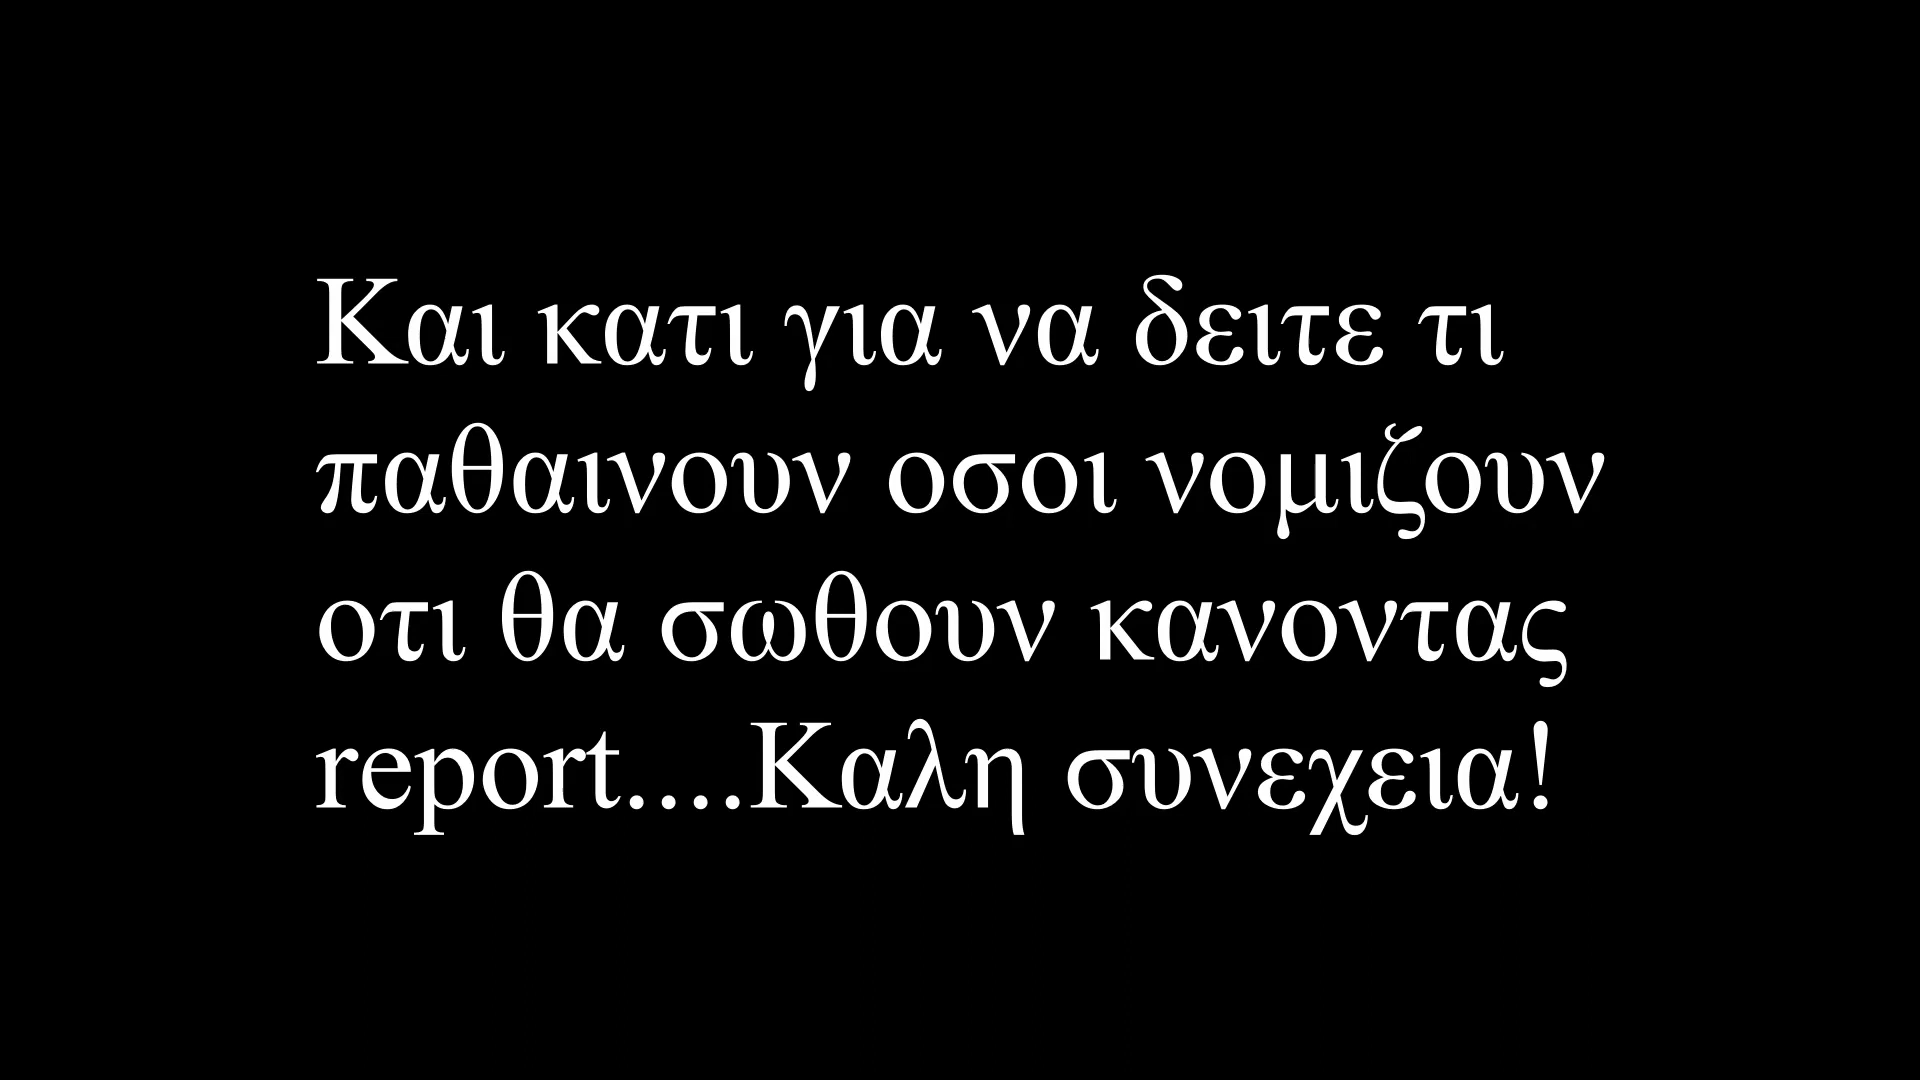 Και κατι για να δειτε τι
παθαινουν οσοι νομιζουν
οτι θα σωθουν κανοντας
report....Καλη συνεχεια!